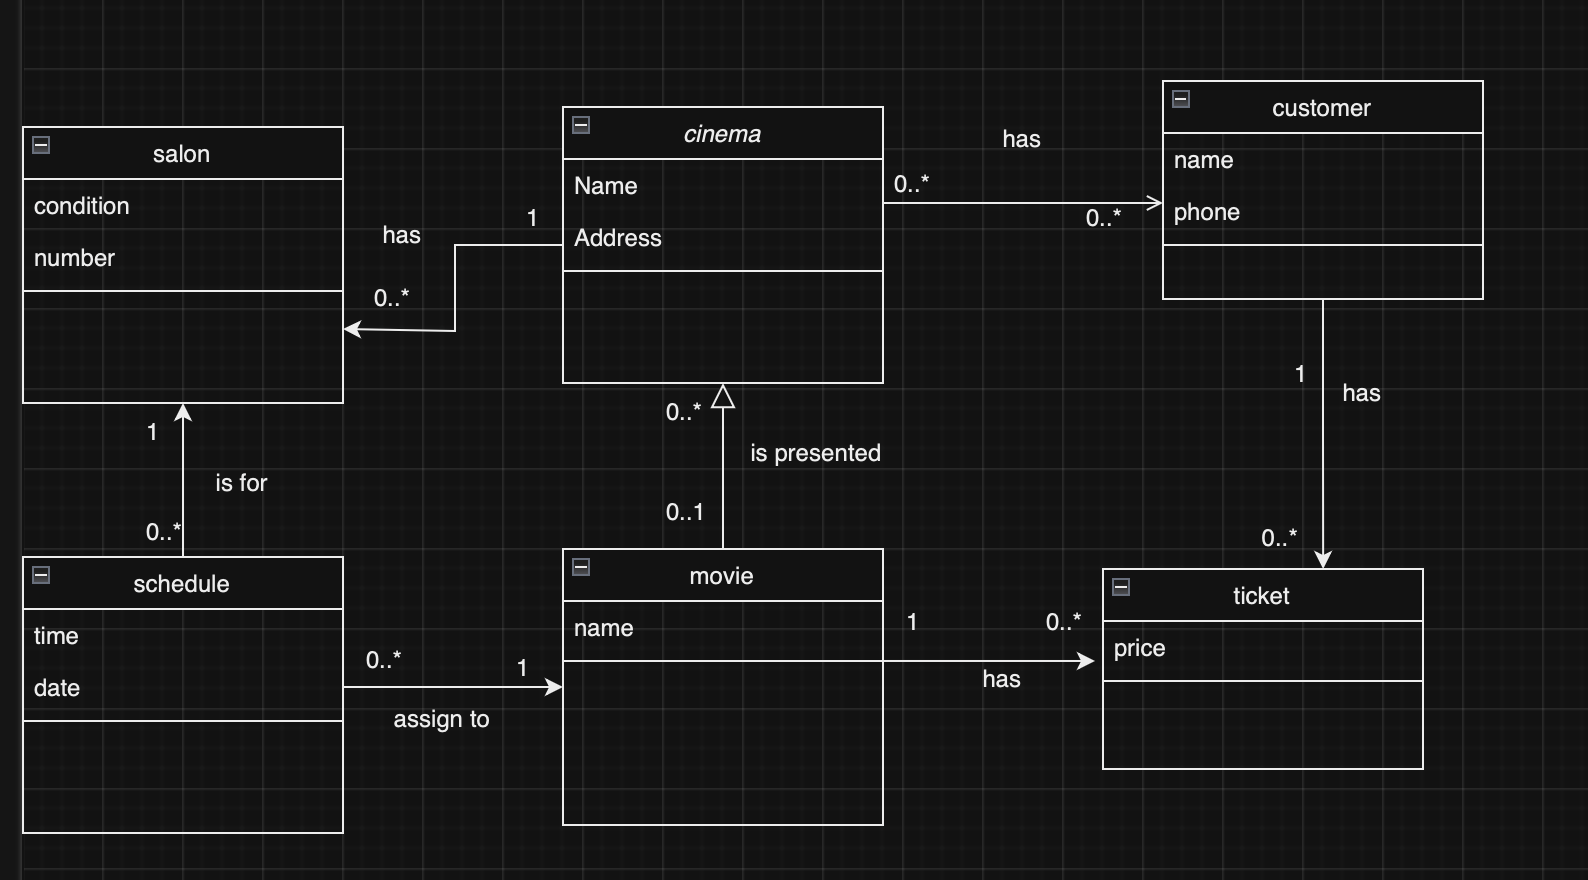 salon
condition
number
cinema
Name
Address
customer
name
phone
has
0..*
0..*
has
1
0..*
1
is for
0..*
0..*
is presented
0..1
1
has
0..*
schedule
time
date
0..*
1
assign to
movie
name
1
0..*
has
ticket
price